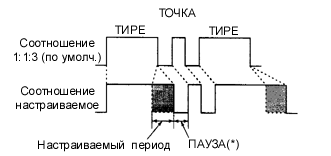 ТОЧКА
ТИРЕ ТИРЕ
Соотношение
1:1:3 (по умолч.)
Соотношение
настраиваемое
Настраиваемый период ПАУЗА(*)